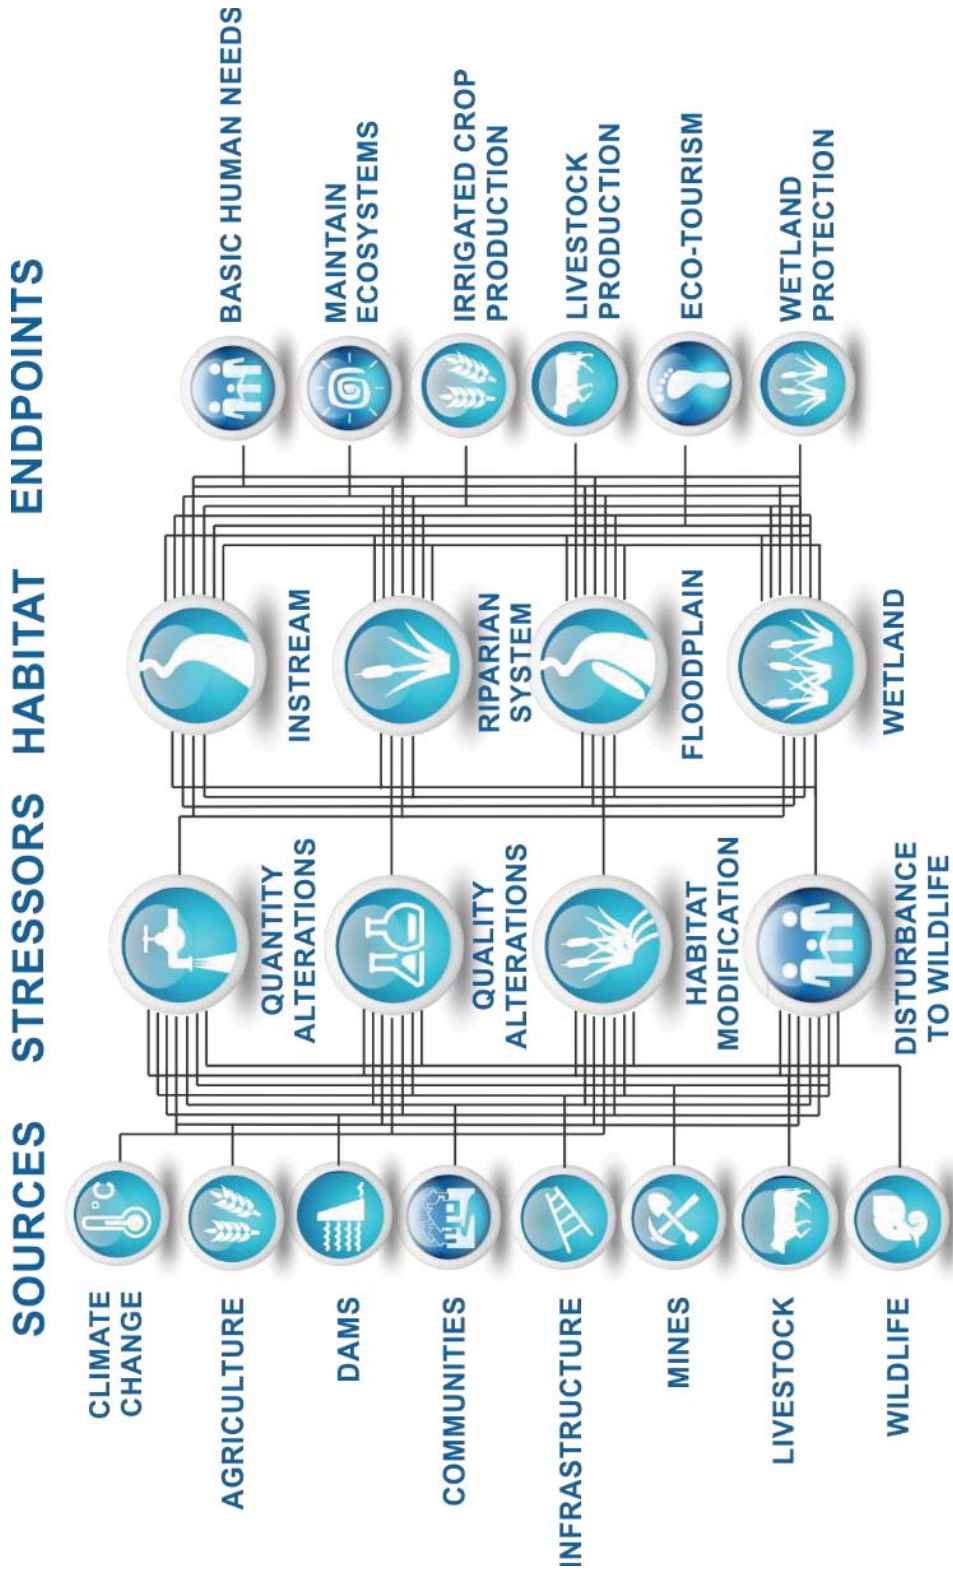 SOURCES STRESSORS HABITAT ENDPOINTS
CLIMATE
CHANGE
AGRICULTURE
DAMS
COMMUNITIES
INFRASTRUCTURE
MINES
LIVESTOCK
WILDLIFE
QUANTITY
ALTERATIONS
QUALITY
ALTERATIONS
HABITAT
MODIFICATION
DISTURBANCE
TO WILDLIFE
INSTREAM
RIPARIAN
SYSTEM
FLOODPLAIN
WETLAND
BASIC HUMAN NEEDS
MAINTAIN
ECOSYSTEMS
IRRIGATED CROP
PRODUCTION
LIVESTOCK
PRODUCTION
ECO-TOURISM
WETLAND
PROTECTION
°C